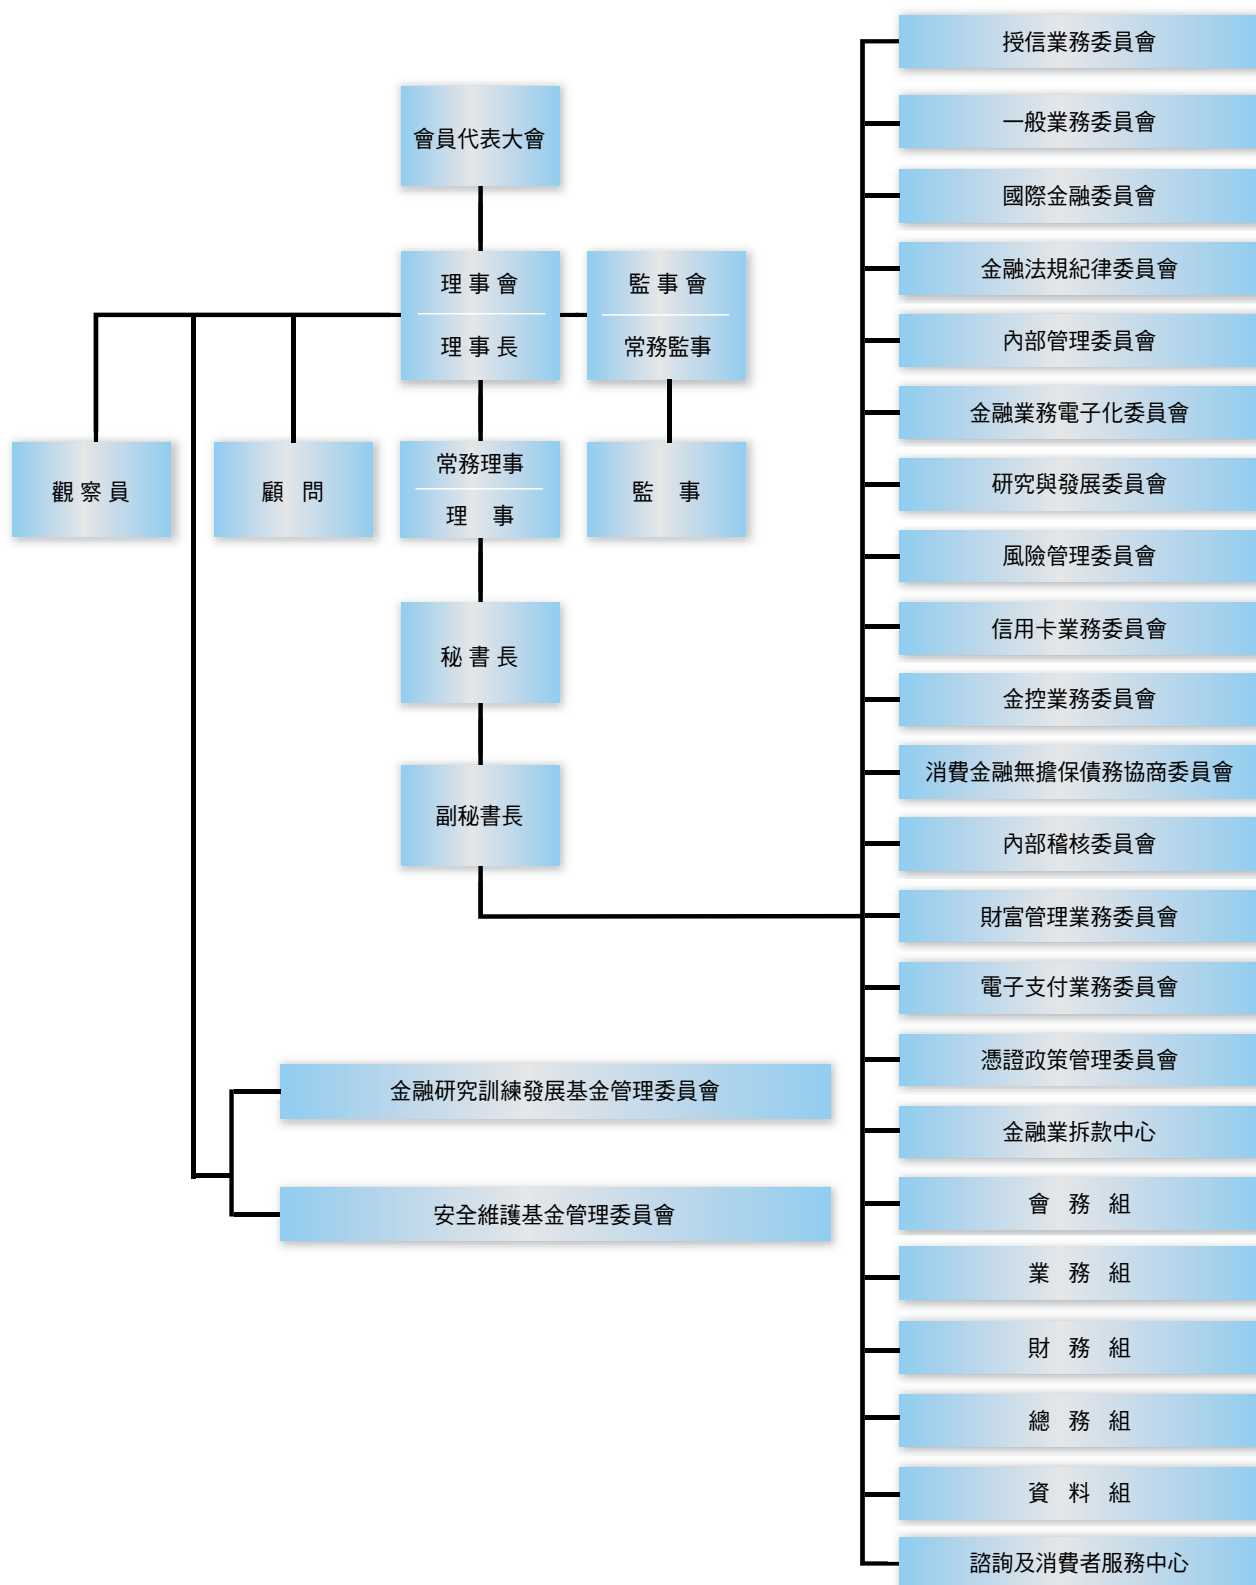 會員代表大會
理事會
理事長
監事會
常務監事
觀察員
顧問
常務理事
理事
監事
秘書長
副秘書長
金融研究訓練發展基金管理委員會
安全維護基金管理委員會
授信業務委員會
一般業務委員會
國際金融委員會
金融法規紀律委員會
內部管理委員會
金融業務電子化委員會
研究與發展委員會
風險管理委員會
信用卡業務委員會
金控業務委員會
消費金融無擔保債務協商委員會
內部稽核委員會
財富管理業務委員會
電子支付業務委員會
憑證政策管理委員會
金融業拆款中心
會務組
業務組
財務組
總務組
資料組
諮詢及消費者服務中心